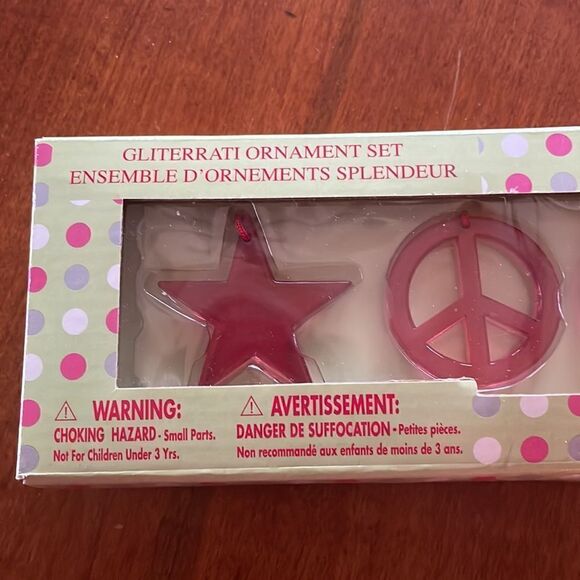 GLITERRATI ORNAMENT SET
ENSEMBLE D'ORNEMENTS SPLENDEUR
WARNING:
CHOKING HAZARD - Small Parts.
Not For Children Under 3 Yrs.
AVERTISSEMENT:
DANGER DE SUFFOCATION - Petites pièces.
Non recommandé aux enfants de moins de 3 ans.